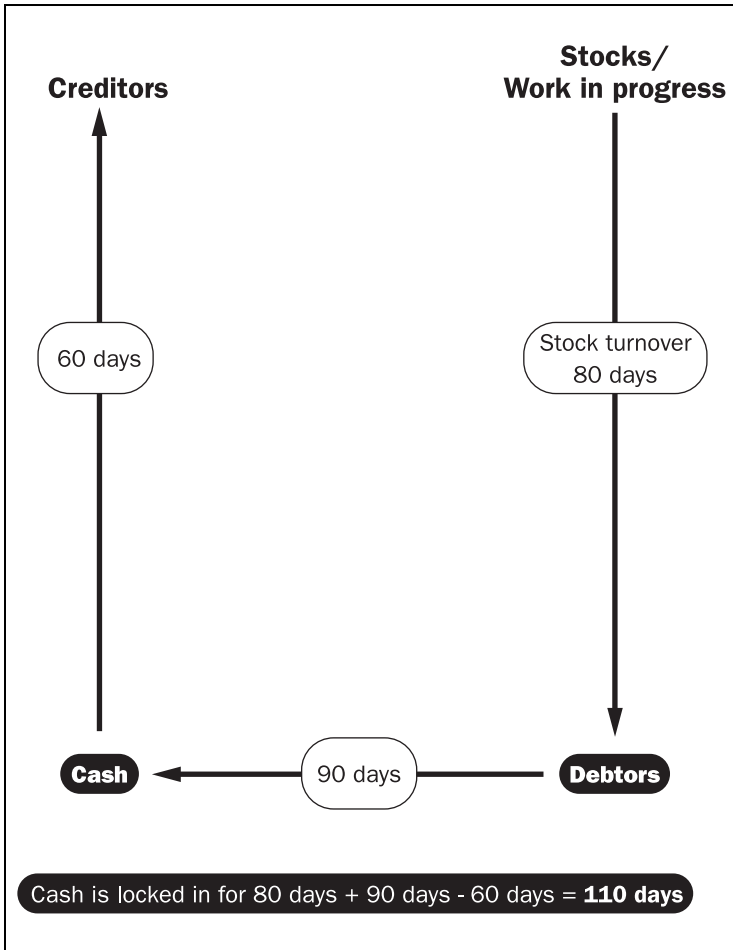 Creditors
Stocks/
Work in progress
60 days
Stock turnover
80 days
Cash
90 days
Debtors
Cash is locked in for 80 days + 90 days - 60 days = 110 days